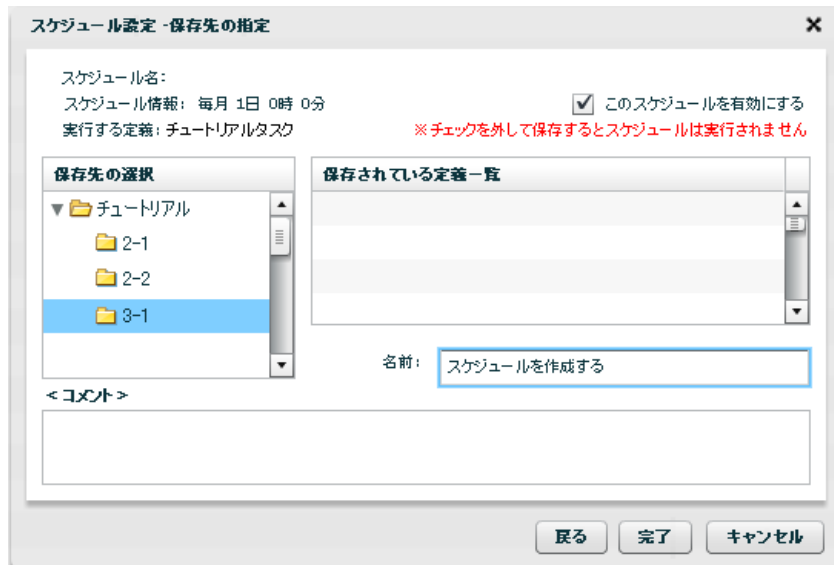 スケジュール設定 -保存先の指定
スケジュール名:
スケジュール情報: 毎月 1日 0時 0分
このスケジュールを有効にする
実行する定義: チュートリアルタスク
※チェックを外して保存するとスケジュールは実行されません
保存先の選択
保存されている定義一覧
チュートリアル
2-1
2-2
3-1
名前:
スケジュールを作成する
<コメント>
戻る
完了
キャンセル